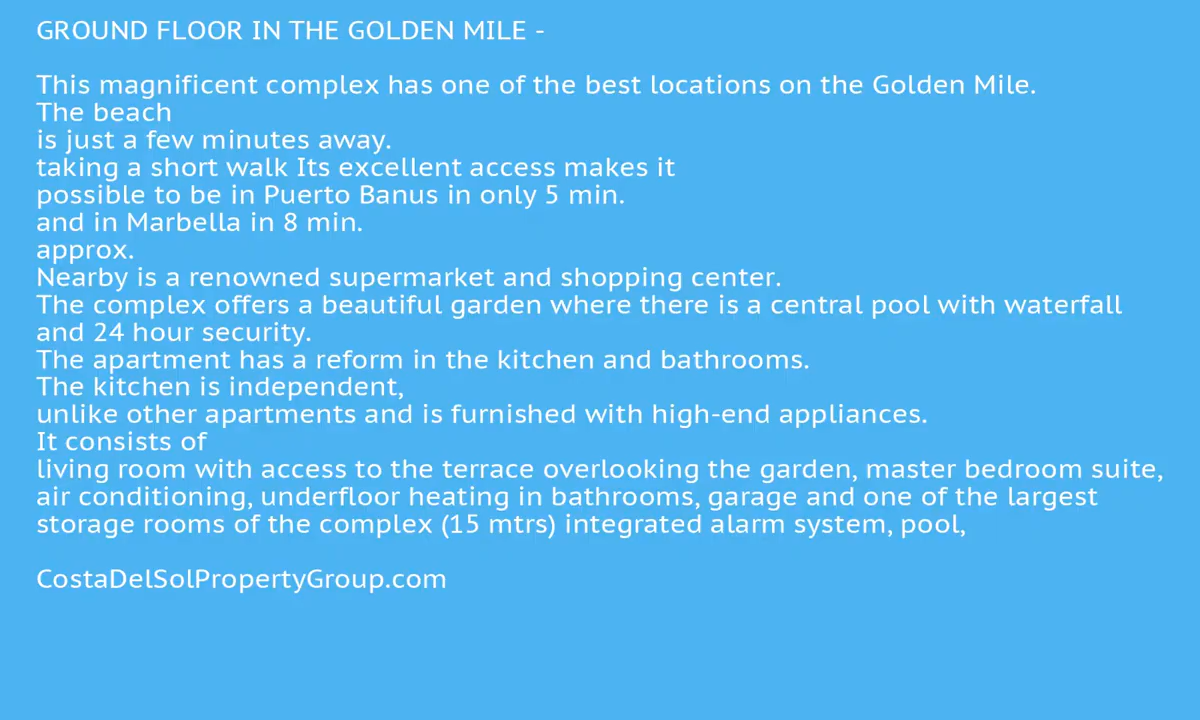 GROUND FLOOR IN THE GOLDEN MILE -
This magnificent complex has one of the best locations on the Golden Mile.
The beach
is just a few minutes away.
taking a short walk Its excellent access makes it
possible to be in Puerto Banus in only 5 min.
and in Marbella in 8 min.
approx.
Nearby is a renowned supermarket and shopping center.
The complex offers a beautiful garden where there is a central pool with waterfall
and 24 hour security.
The apartment has a reform in the kitchen and bathrooms.
The kitchen is independent,
unlike other apartments and is furnished with high-end appliances.
It consists of
living room with access to the terrace overlooking the garden, master bedroom suite,
air conditioning, underfloor heating in bathrooms, garage and one of the largest
storage rooms of the complex (15 mtrs) integrated alarm system, pool,
CostaDelSolPropertyGroup.com